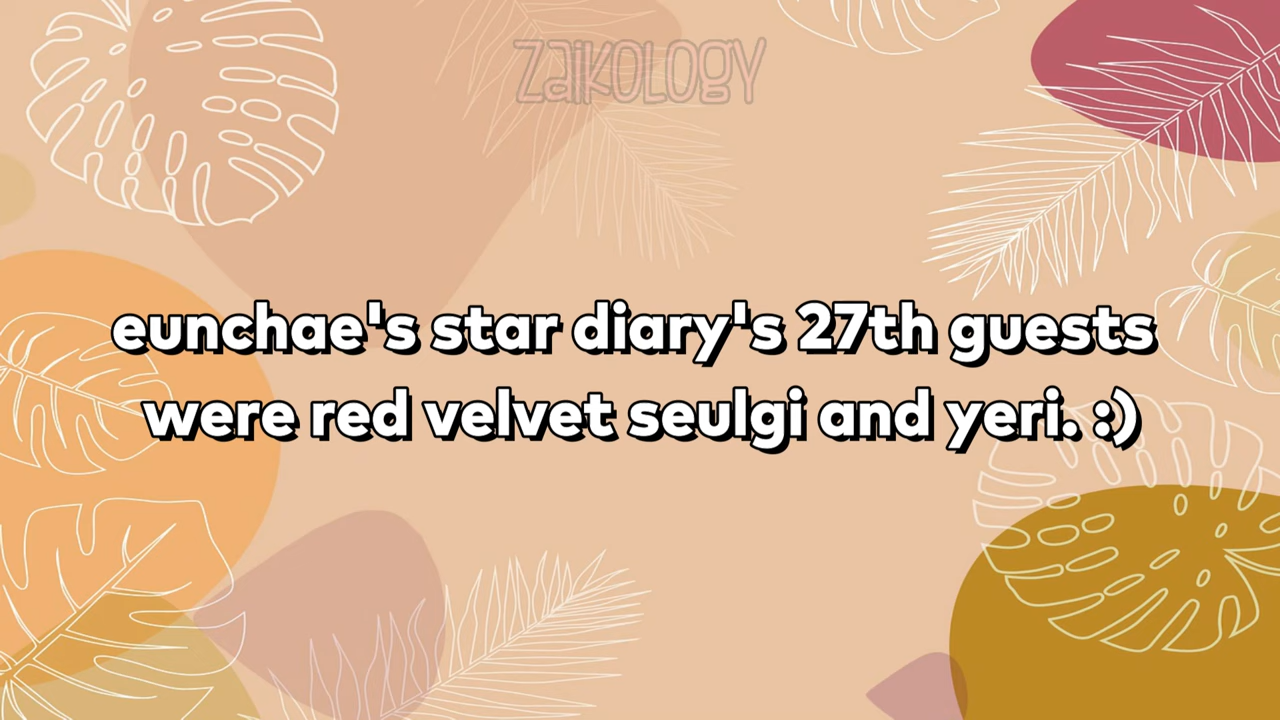 zaikology
eunchae's star diary's 27th guests
were red velvet seulgi and yeri. :)